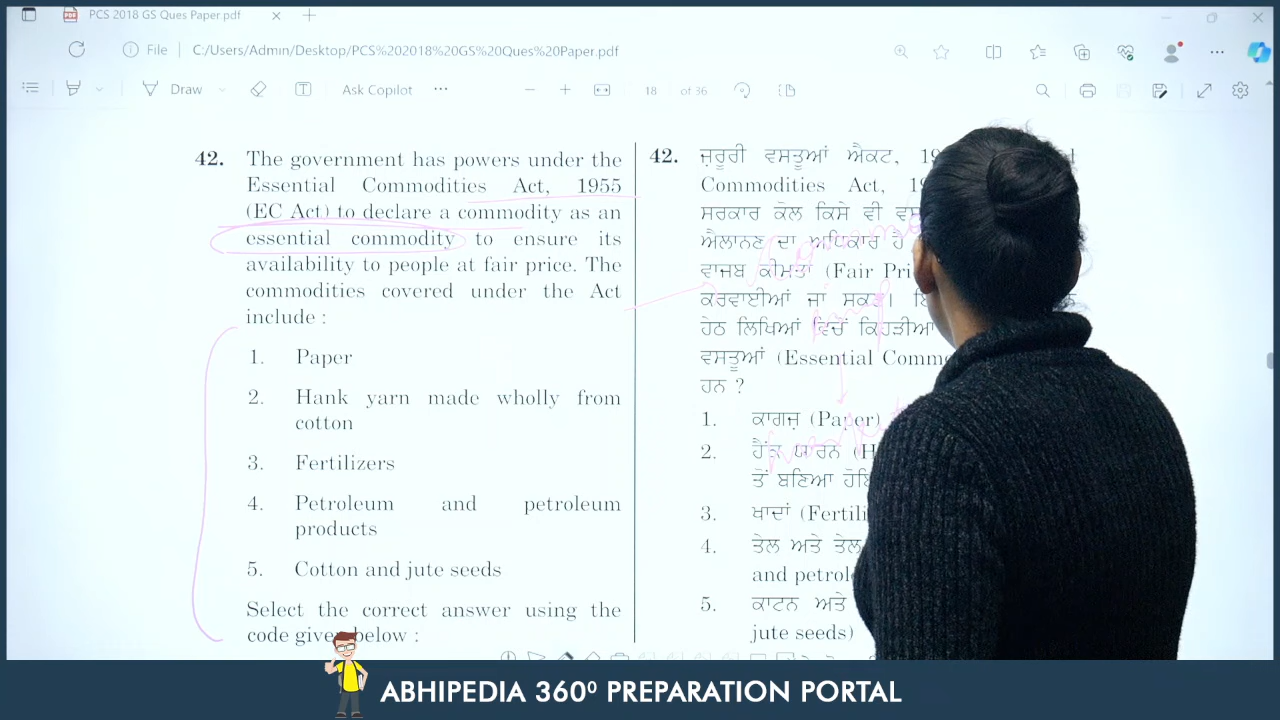 PCS 2018 GS Ques Paper.pdf
File C:/Users/Admin/Desktop/PCS%202018%20GS%20Ques%20Paper.pdf
Draw Ask Copilot 18 of 36
42. The government has powers under the
Essential Commodities Act, 1955
(EC Act) to declare a commodity as an
essential commodity to ensure its
availability to people at fair price. The
commodities covered under the Act
include :
1. Paper
2. Hank yarn made wholly from
cotton
3. Fertilizers
4. Petroleum and petroleum
products
5. Cotton and jute seeds
Select the correct answer using the
code given below :
42. ਜ਼ਰੂਰੀ ਵਸਤੂਆਂ ਐਕਟ,
Commodities Act,
ਸਰਕਾਰ ਕੋਲ ਕਿਸੇ ਵੀ
ਐਲਾਨਣ ਦਾ ਅਧਿਕਾਰ ਹੈ
ਵਾਜਬ ਕੀਮਤਾਂ (Fair
ਕਰਵਾਈਆਂ ਜਾ ਸਕਣ।
ਹੇਠ ਲਿਖਿਆਂ ਵਿਚੋਂ ਕਿਹੜੀਆਂ
ਵਸਤੂਆਂ (Essential
ਹਨ ?
1. ਕਾਗਜ਼ (Paper)
2. ਹੈਂਕ ਯਾਰਨ
ਤੋਂ ਬਣਿਆ
3. ਖਾਦਾਂ
4. ਤੇਲ ਅਤੇ ਤੇਲ
and
5. ਕਾਟਨ ਅਤੇ
jute seeds)
ABHIPEDIA 360⁰ PREPARATION PORTAL